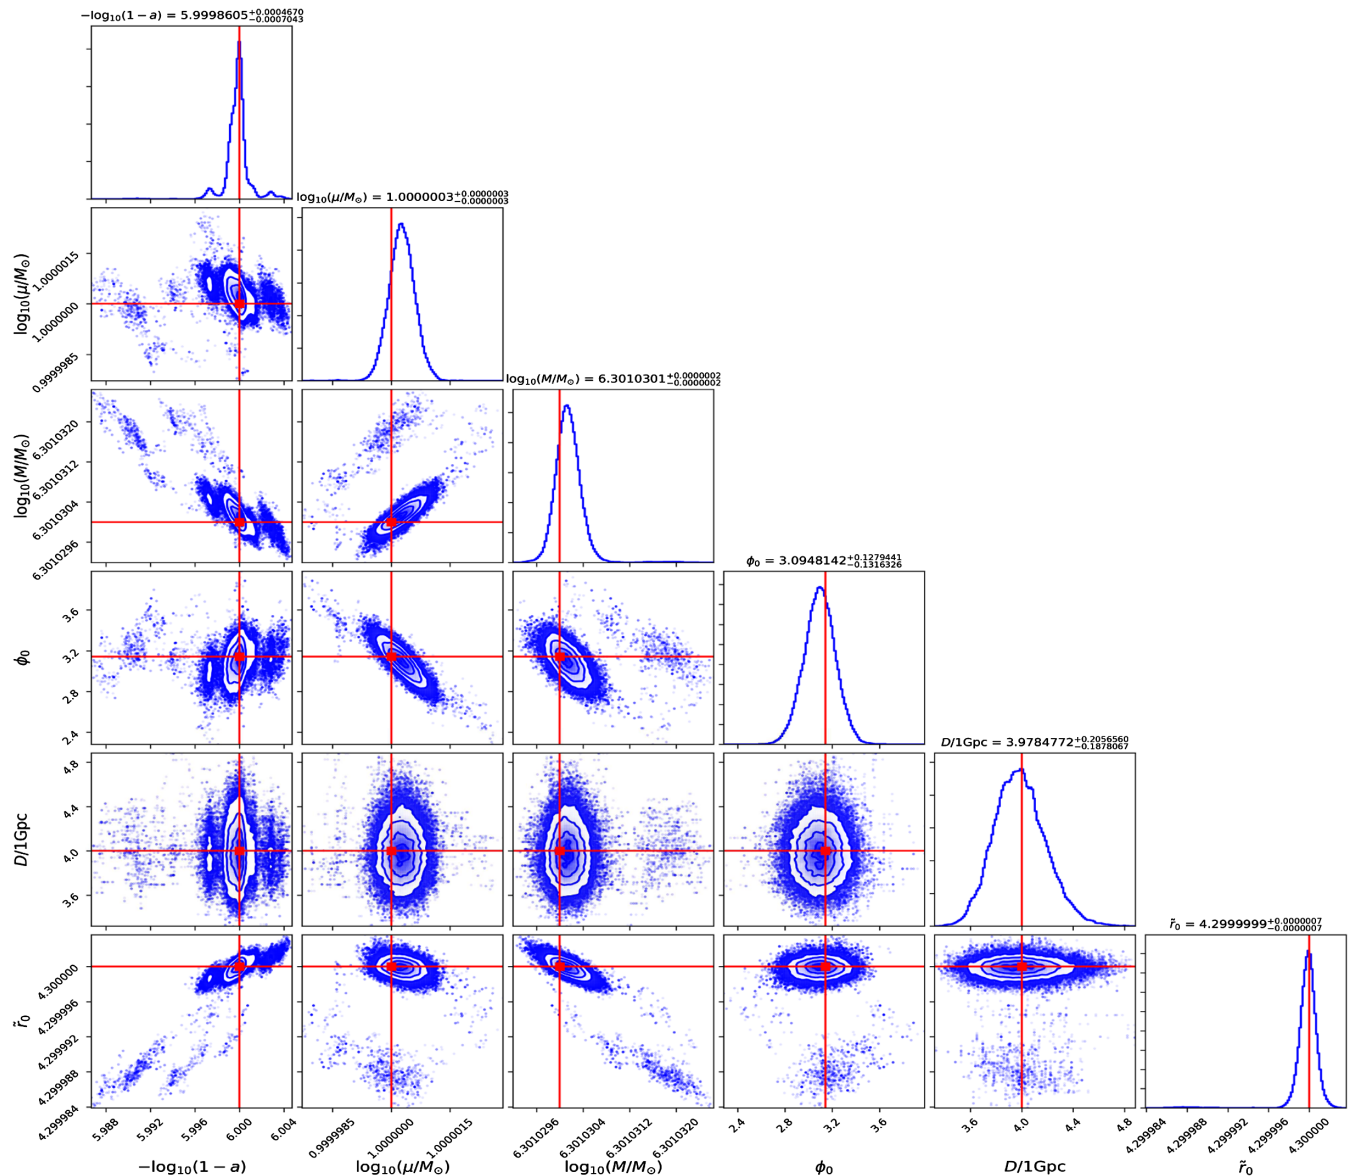 −log₁₀(1 − a) = 5.9998605 +0.0004670 −0.0007043
log₁₀(μ/M⊙) = 1.0000003 +0.0000003 −0.0000003
log₁₀(μ/M⊙)
1.0000015
1.0000000
0.9999985
log₁₀(M/M⊙) = 6.3010301 +0.0000002 −0.0000002
log₁₀(M/M⊙)
6.3010320
6.3010312
6.3010304
6.3010296
ϕ₀ = 3.0948142 +0.1279441 −0.1316326
ϕ₀
3.6
3.2
2.8
2.4
D/1Gpc = 3.9784772 +0.2056560 −0.1878067
D/1Gpc
4.8
4.4
4.0
3.6
r̃₀ = 4.2999999 +0.0000007 −0.0000007
r̃₀
4.300000
4.299996
4.299992
4.299988
4.299984
5.988 5.992 5.996 6.000 6.004
0.9999985 1.0000000 1.0000015
6.3010296 6.3010304 6.3010312 6.3010320
2.4 2.8 3.2 3.6
3.6 4.0 4.4 4.8
4.299984 4.299988 4.299992 4.299996 4.300000
−log₁₀(1 − a) log₁₀(μ/M⊙) log₁₀(M/M⊙) ϕ₀ D/1Gpc r̃₀